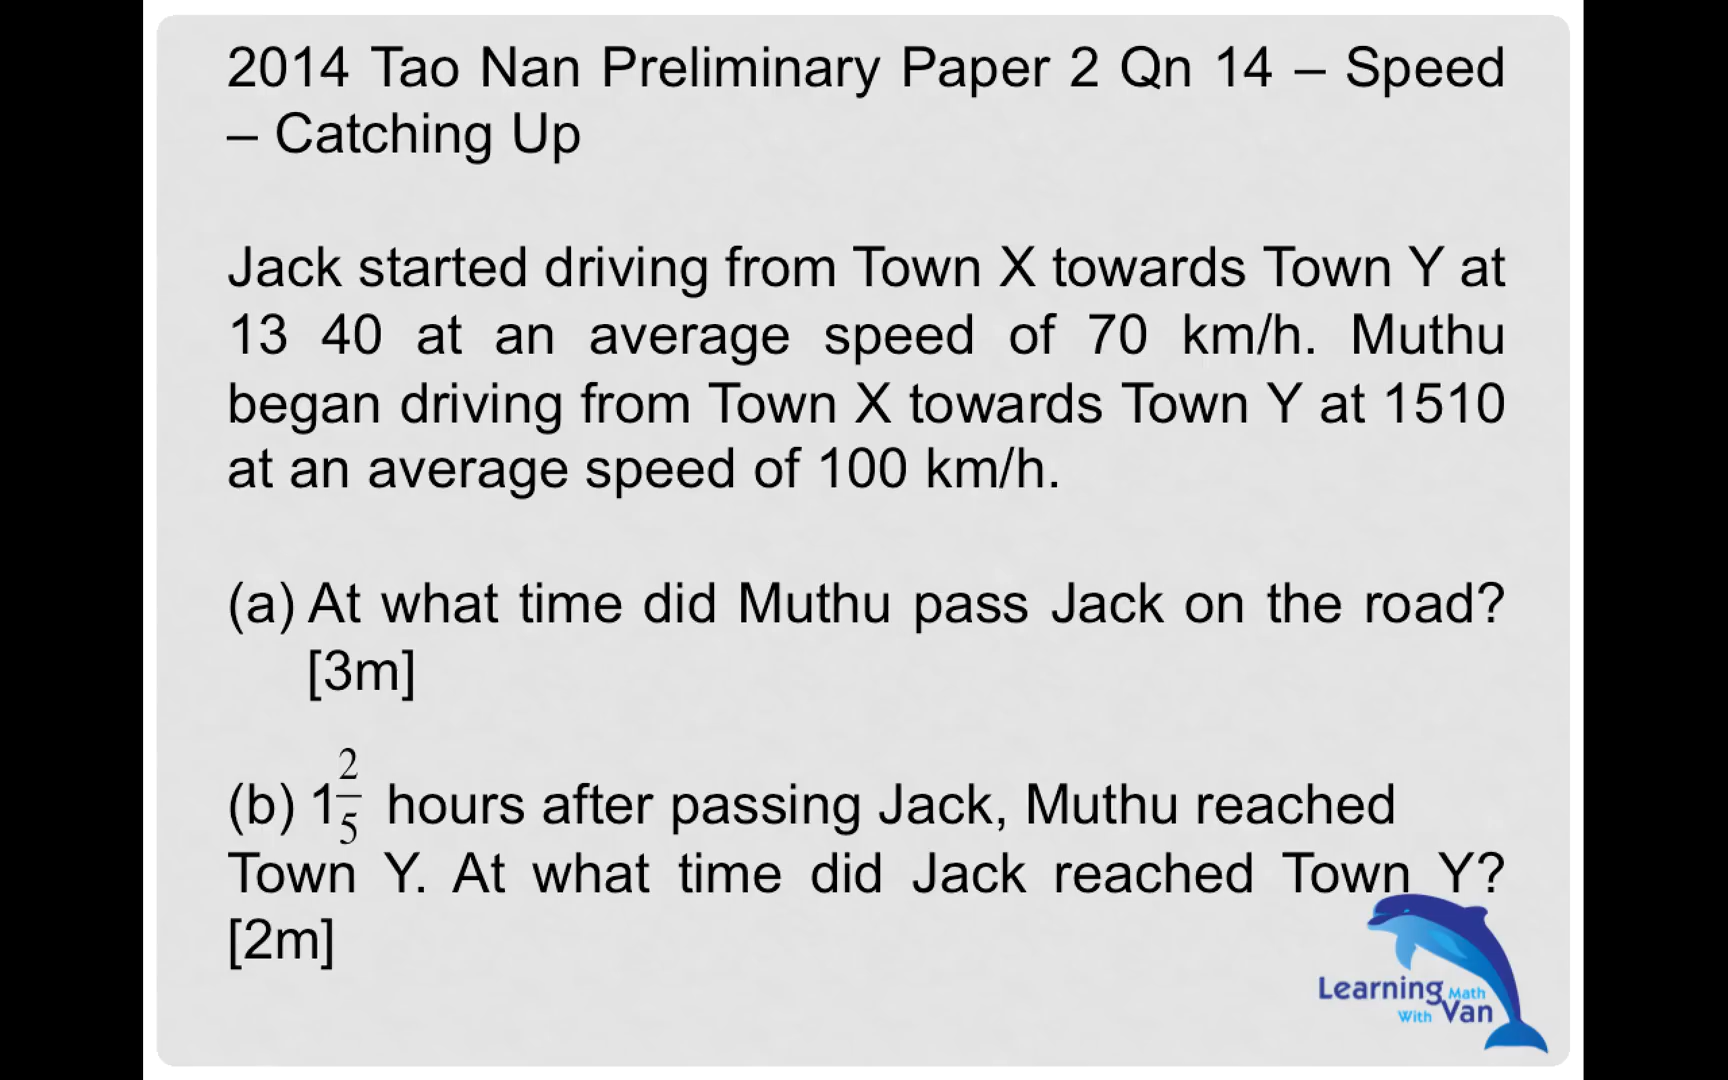 2014 Tao Nan Preliminary Paper 2 Qn 14 – Speed
– Catching Up
Jack started driving from Town X towards Town Y at
13 40 at an average speed of 70 km/h. Muthu
began driving from Town X towards Town Y at 1510
at an average speed of 100 km/h.
(a) At what time did Muthu pass Jack on the road?
[3m]
(b) 1 2/5 hours after passing Jack, Muthu reached
Town Y. At what time did Jack reached Town Y?
[2m]
Learning Math
With Van